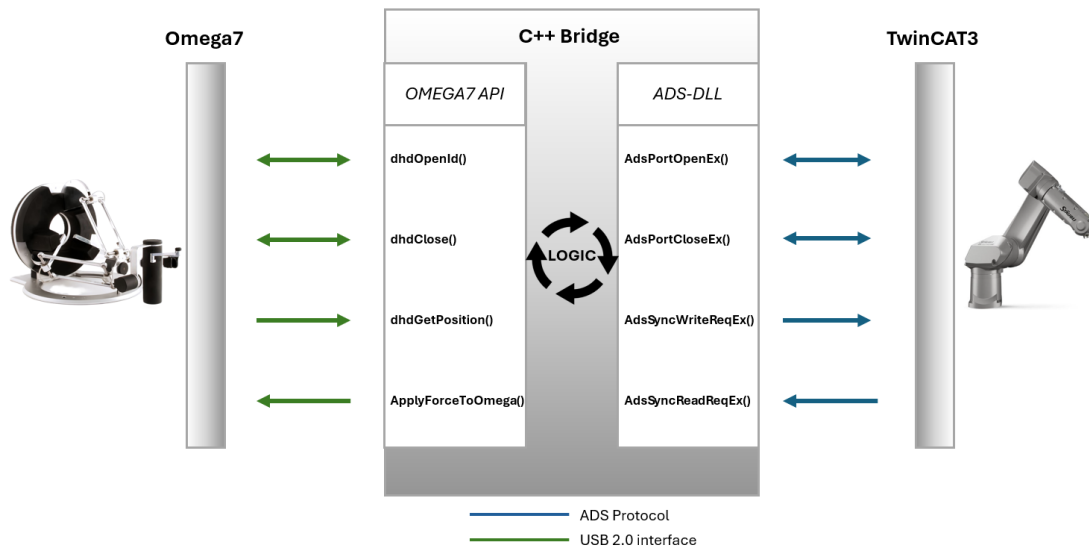 Omega7
C++ Bridge
TwinCAT3
OMEGA7 API
ADS-DLL
dhdOpenId()
AdsPortOpenEx()
dhdClose()
LOGIC
AdsPortCloseEx()
dhdGetPosition()
AdsSyncWriteReqEx()
ApplyForceToOmega()
AdsSyncReadReqEx()
ADS Protocol
USB 2.0 interface